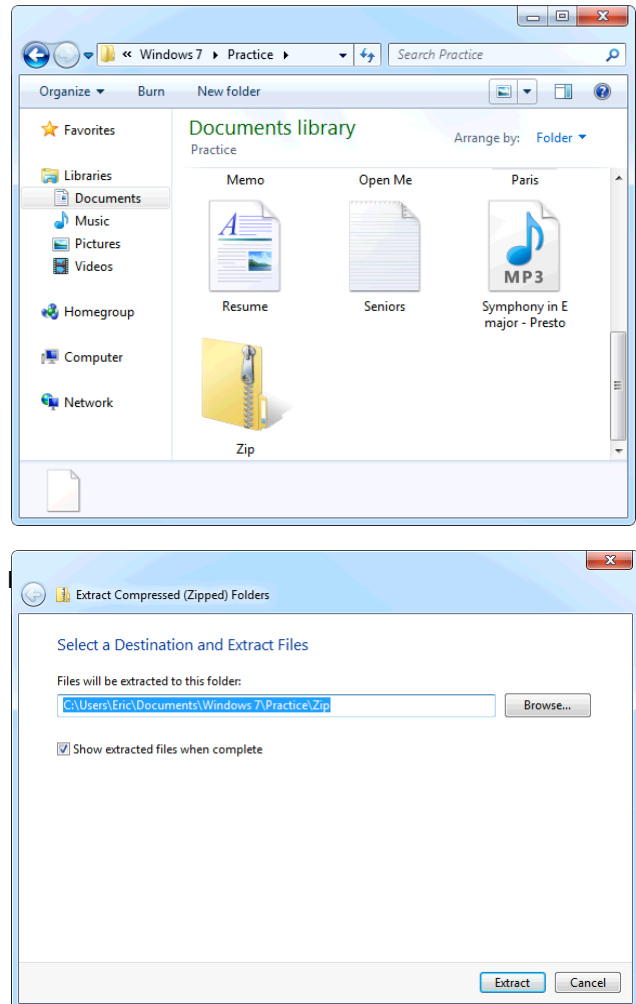 « Windows 7 ▸ Practice ▸ Search Practice
Organize ▾ Burn New folder
Favorites
Libraries
Documents
Music
Pictures
Videos
Homegroup
Computer
Network
Documents library
Practice
Arrange by: Folder ▾
Memo Open Me Paris
A
MP3
Resume Seniors Symphony in E
major - Presto
Zip
Extract Compressed (Zipped) Folders
Select a Destination and Extract Files
Files will be extracted to this folder:
C:\Users\Eric\Documents\Windows 7\Practice\Zip Browse...
Show extracted files when complete
Extract Cancel